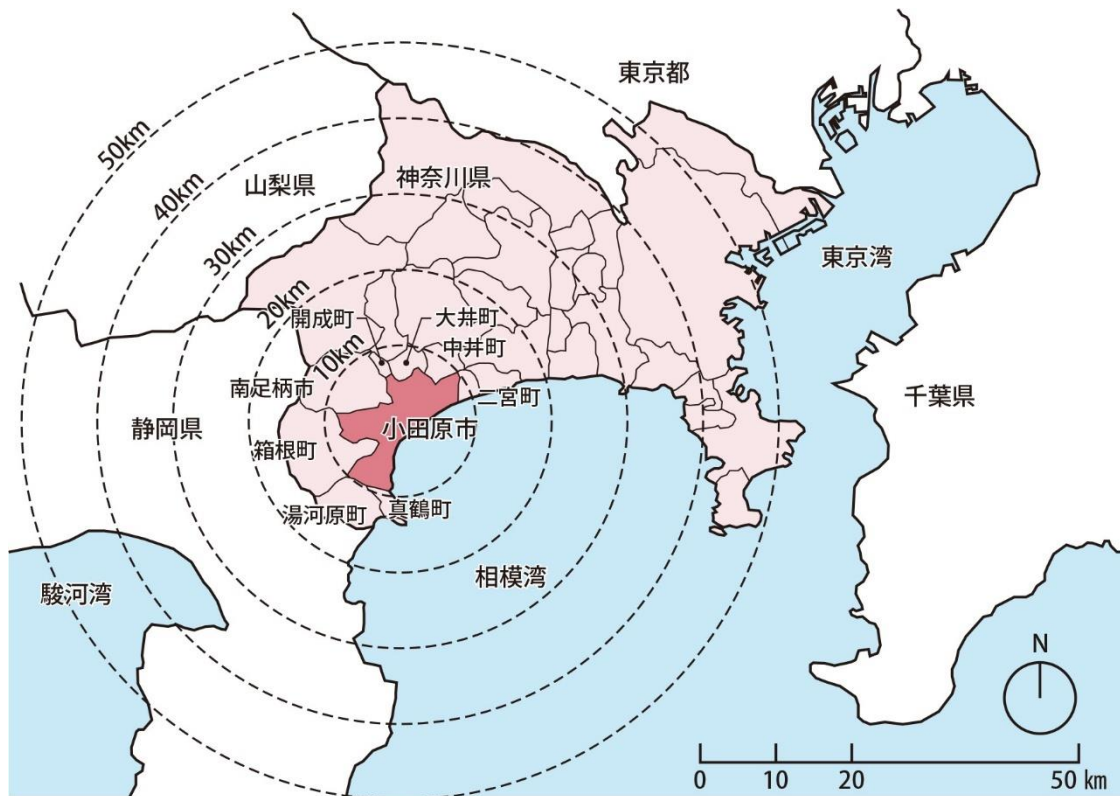 東京都
50km
40km
山梨県
神奈川県
30km
東京湾
20km
開成町
大井町
10km
中井町
南足柄市
二宮町
千葉県
静岡県
小田原市
箱根町
湯河原町
真鶴町
相模湾
駿河湾
N
0 10 20 50 km